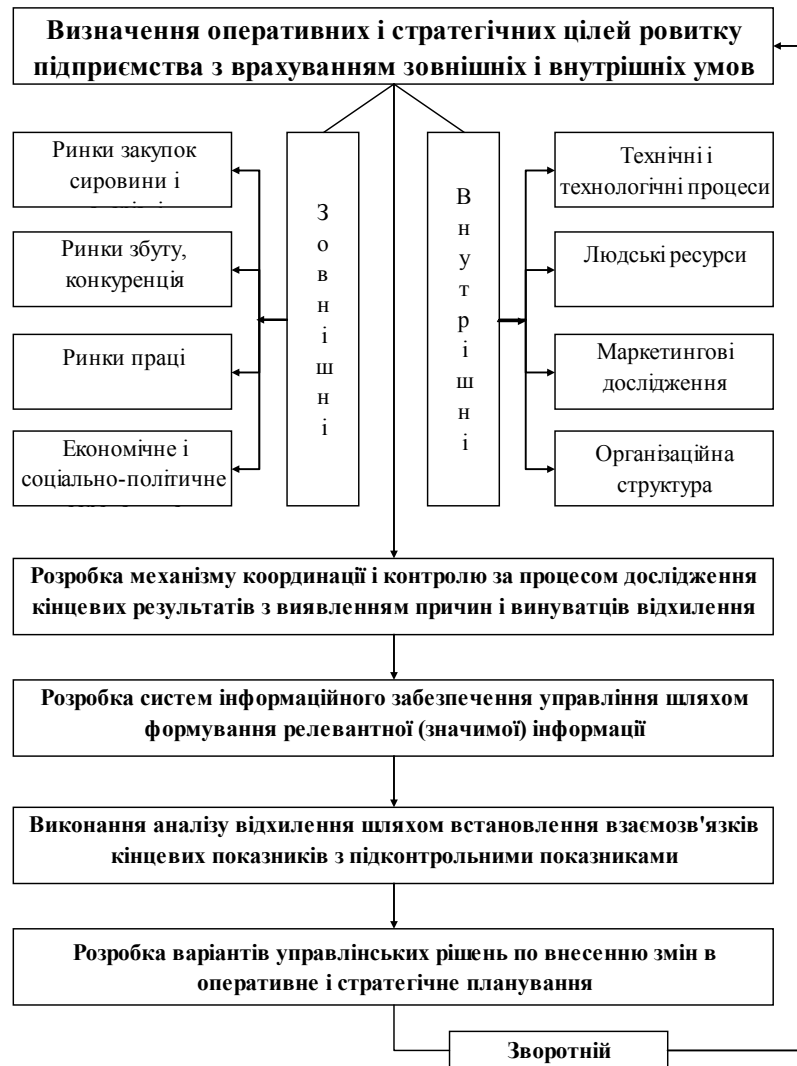 Визначення оперативних і стратегічних цілей ровитку
підприємства з врахуванням зовнішніх і внутрішніх умов
Ринки закупок
сировини і
Ринки збуту,
конкуренція
Ринки праці
Економічне і
соціально-політичне
Зовнішні
Внутрішні
Технічні і
технологічні процеси
Людські ресурси
Маркетингові
дослідження
Організаційна
структура
Розробка механізму координації і контролю за процесом дослідження
кінцевих результатів з виявленням причин і винуватців відхилення
Розробка систем інформаційного забезпечення управління шляхом
формування релевантної (значимої) інформації
Виконання аналізу відхилення шляхом встановлення взаємозв'язків
кінцевих показників з підконтрольними показниками
Розробка варіантів управлінських рішень по внесенню змін в
оперативне і стратегічне планування
Зворотній